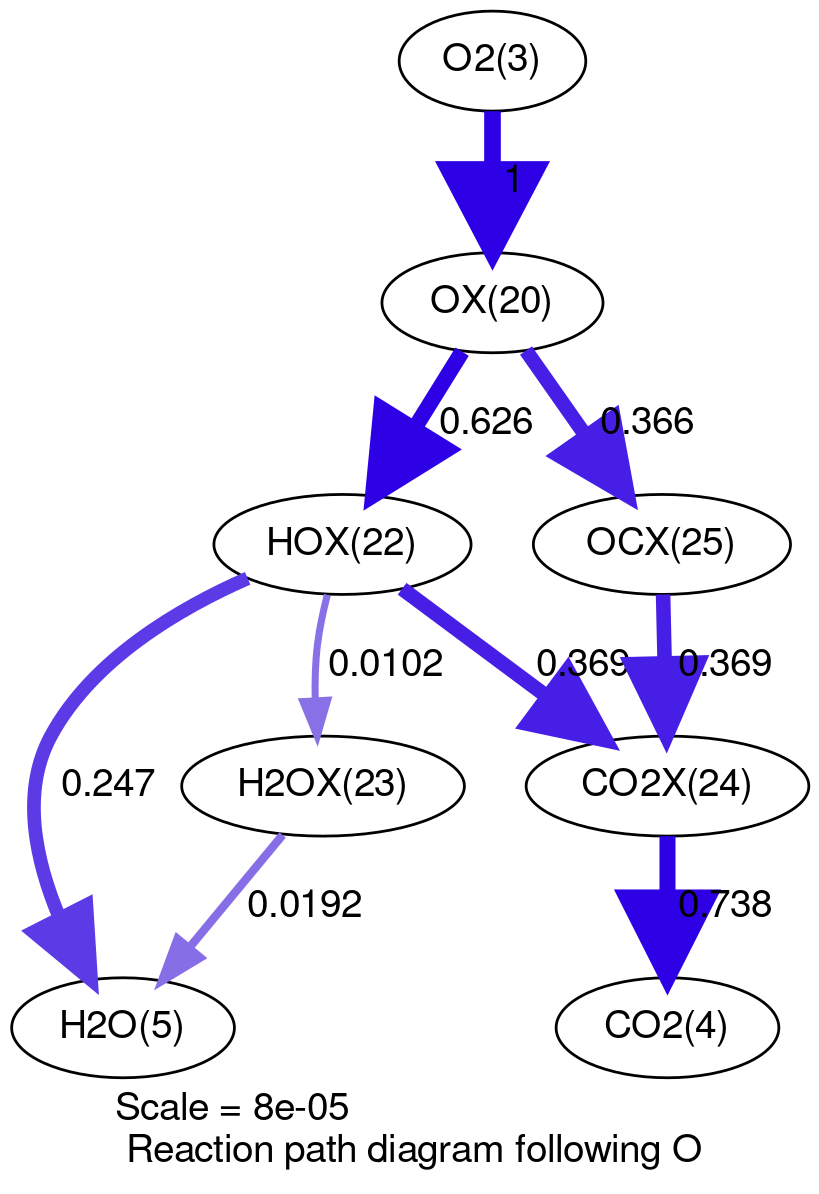 O2(3)
1
OX(20)
0.626
0.366
HOX(22)
OCX(25)
0.0102
0.369
0.369
0.247
H2OX(23)
CO2X(24)
0.0192
0.738
H2O(5)
CO2(4)
Scale = 8e-05
Reaction path diagram following O